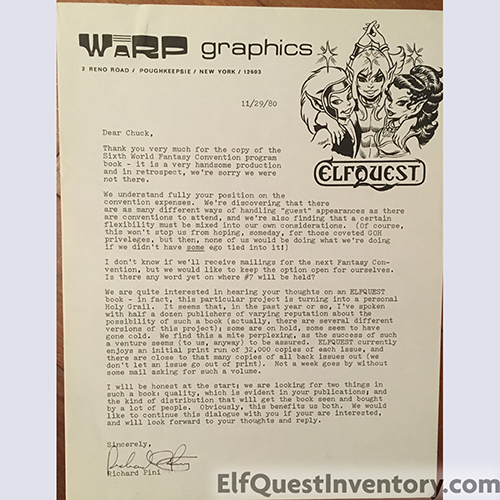 WARP graphics
2 RENO ROAD / POUGHKEEPSIE / NEW YORK / 12603
ELFQUEST
11/29/80
Dear Chuck,
Thank you very much for the copy of the
Sixth World Fantasy Convention program
book - it is a very handsome production
and in retrospect, we're sorry we were
not there.
We understand fully your position on the
convention expenses. We're discovering that there
are as many different ways of handling "guest" appearances as there
are conventions to attend, and we're also finding that a certain
flexibility must be mixed into our own considerations. (Of course,
this won't stop us from hoping, someday, for those coveted GOH
priveleges, but then, none of us would be doing what we're doing
if we didn't have some ego tied into it!)
I don't know if we'll receive mailings for the next Fantasy Con-
vention, but we would like to keep the option open for ourselves.
Is there any word yet on where #7 will be held?
We are quite interested in hearing your thoughts on an ELFQUEST
book - in fact, this particular project is turning into a personal
Holy Grail. It seems that, in the past year or so, I've spoken
with half a dozen publishers of varying reputation about the
possibility of such a book (actually, there are several different
versions of this project); some are on hold, some seem to have
gone cold. We find this a mite perplexing, as the success of such
a venture seems (to us, anyway) to be assured. ELFQUEST currently
enjoys an initial print run of 32,000 copies of each issue, and
there are close to that many copies of all back issues out (we
don't let an issue go out of print). Not a week goes by without
some mail asking for such a volume.
I will be honest at the start; we are looking for two things in
such a book: quality, which is evident in your publications; and
the kind of distribution that will get the book seen and bought
by a lot of people. Obviously, this benefits us both. We would
like to continue this dialogue with you if your are interested,
and will look forward to your thoughts and reply.
Sincerely,
Richard Pini
Richard Pini
ElfQuestInventory.com